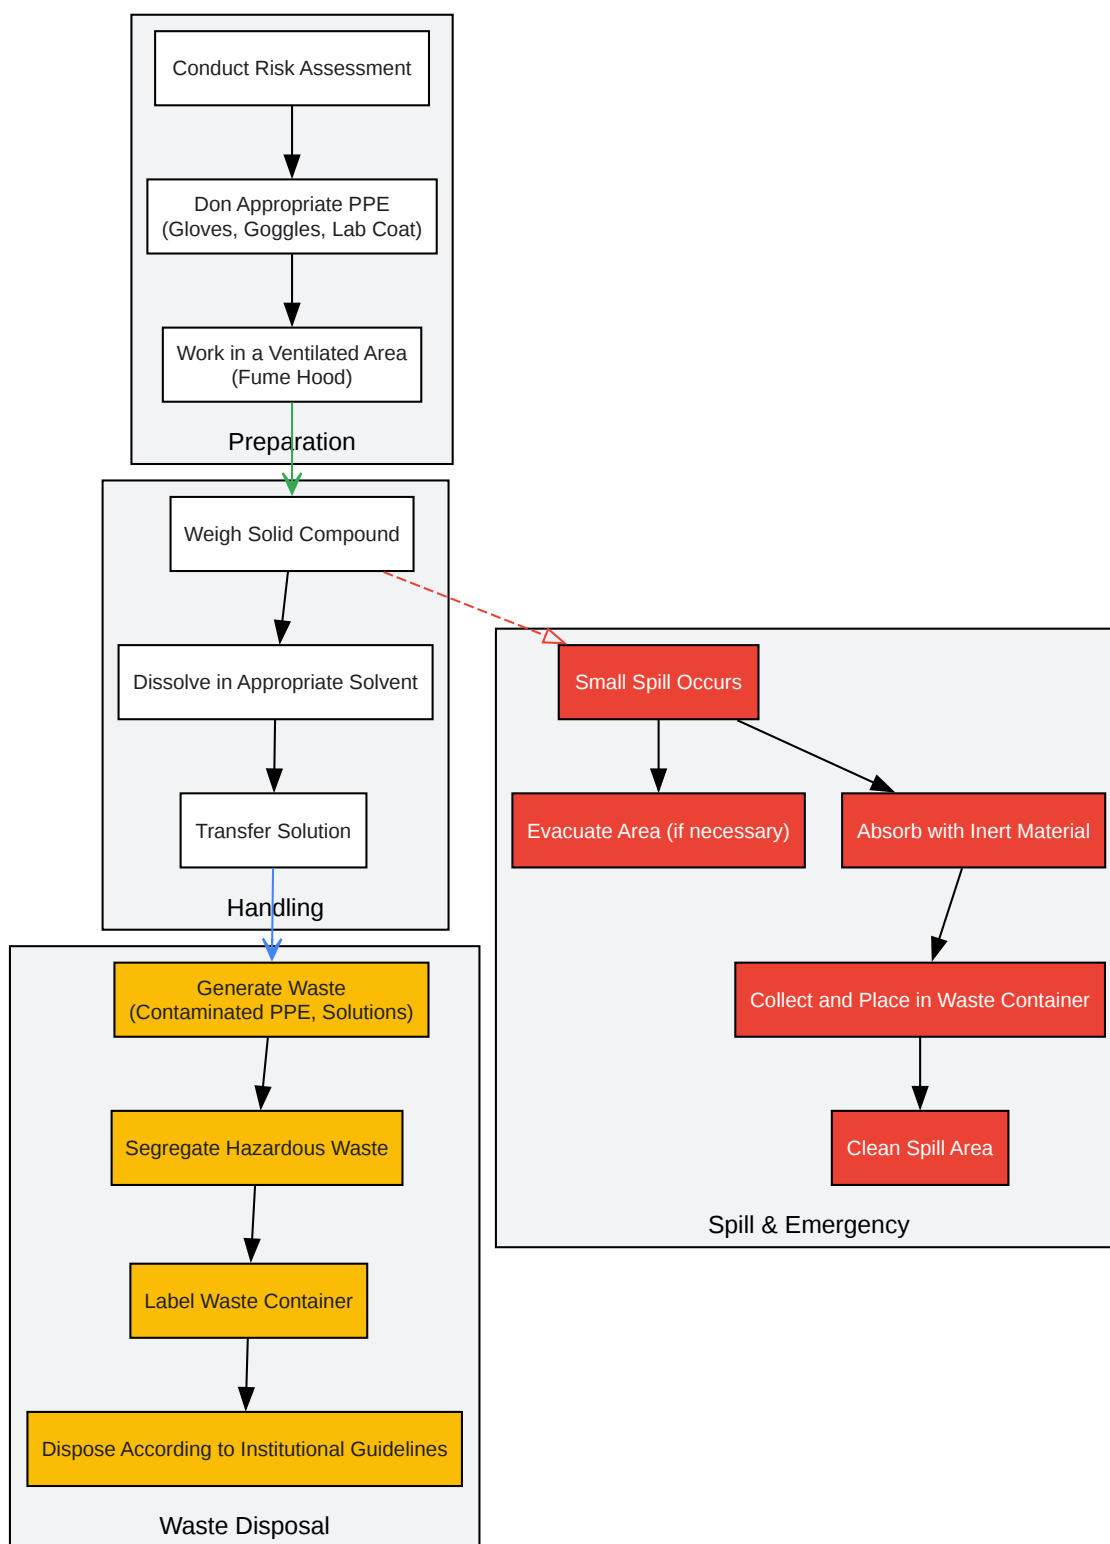 Conduct Risk Assessment
Don Appropriate PPE
(Gloves, Goggles, Lab Coat)
Work in a Ventilated Area
(Fume Hood)
Preparation
Weigh Solid Compound
Dissolve in Appropriate Solvent
Transfer Solution
Handling
Small Spill Occurs
Evacuate Area (if necessary)
Absorb with Inert Material
Collect and Place in Waste Container
Clean Spill Area
Spill & Emergency
Generate Waste
(Contaminated PPE, Solutions)
Segregate Hazardous Waste
Label Waste Container
Dispose According to Institutional Guidelines
Waste Disposal